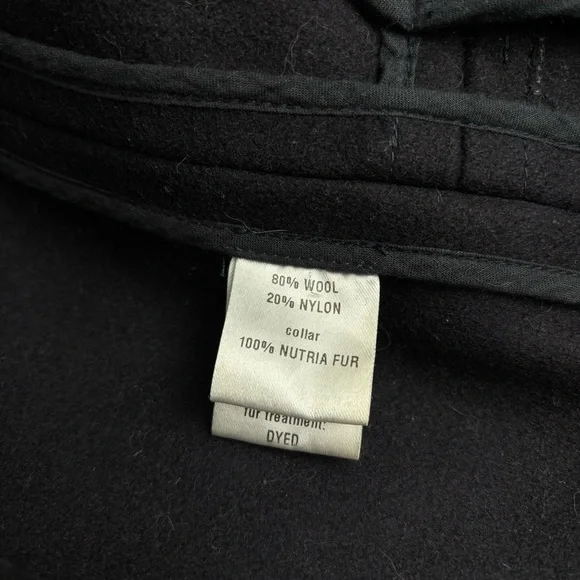 80% WOOL
20% NYLON
collar
100% NUTRIA FUR
fur treatment:
DYED